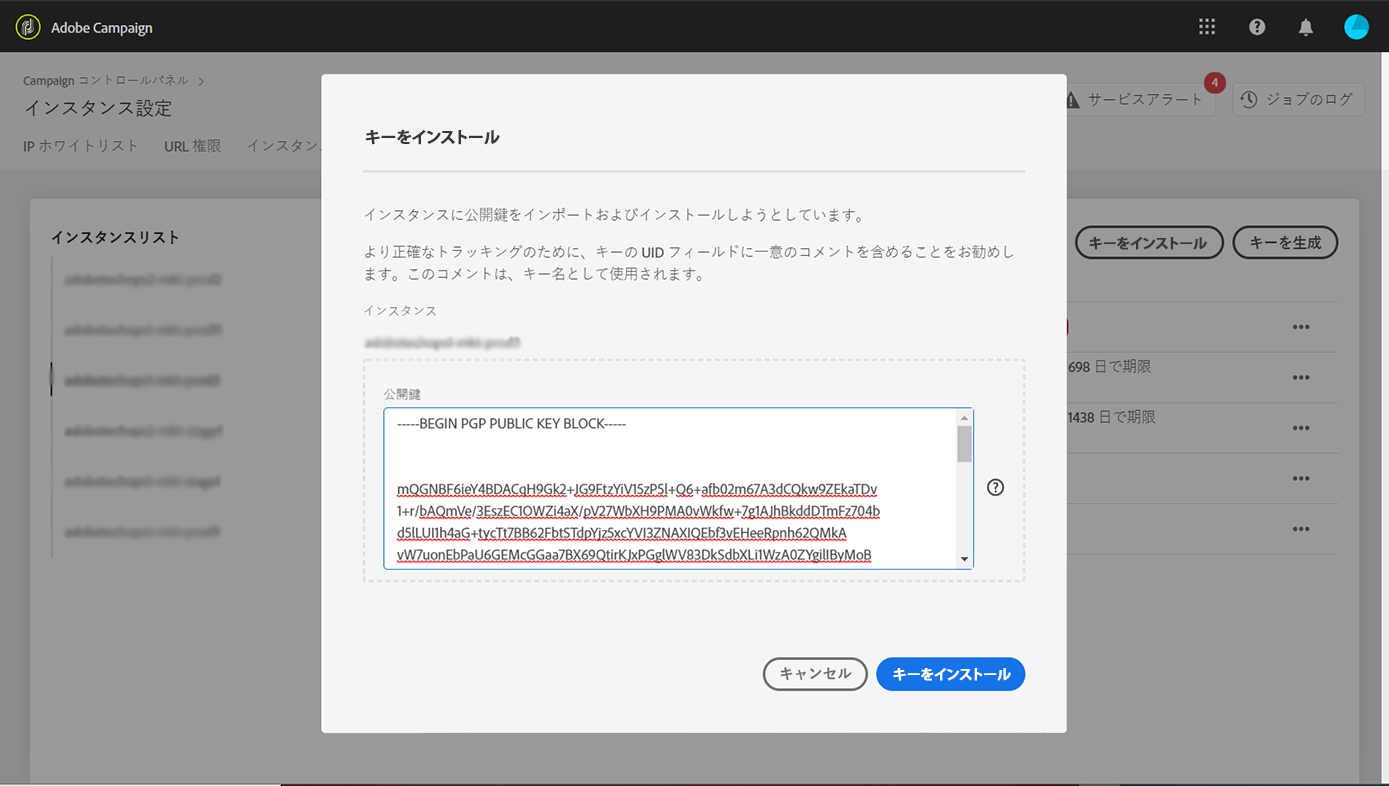 Adobe Campaign
Campaign コントロールパネル
インスタンス設定
4
サービスアラート
ジョブのログ
IP ホワイトリスト
URL 権限
インスタン
インスタンスリスト
キーをインストール
キーを生成
698 日で期限
1438 日で期限
キーをインストール
インスタンスに公開鍵をインポートおよびインストールしようとしています。
より正確なトラッキングのために、キーの UID フィールドに一意のコメントを含めることをお勧めし
ます。このコメントは、キー名として使用されます。
インスタンス
公開鍵
-----BEGIN PGP PUBLIC KEY BLOCK-----
mQGNBF6ieY4BDACgH9Gk2+JG9FtzYiV15zP5l+Q6+afb02m67A3dCQkw9ZEkaTDv
1+r/bAQmVe/3EszEC1OWZi4aX/pV27WbXH9PMA0vWkfw+7g1AJhBkddDTmFz704b
d5lLUI1h4aG+tycTt7BB62FbtSTdpYjz5xcYVI3ZNAXIQEbf3vEHeeRpnh62QMkA
vW7uonEbPaU6GEMcGGaa7BX69QtirKJxPGglWV83DkSdbXLi1WzA0ZYgilIByMoB
キャンセル
キーをインストール